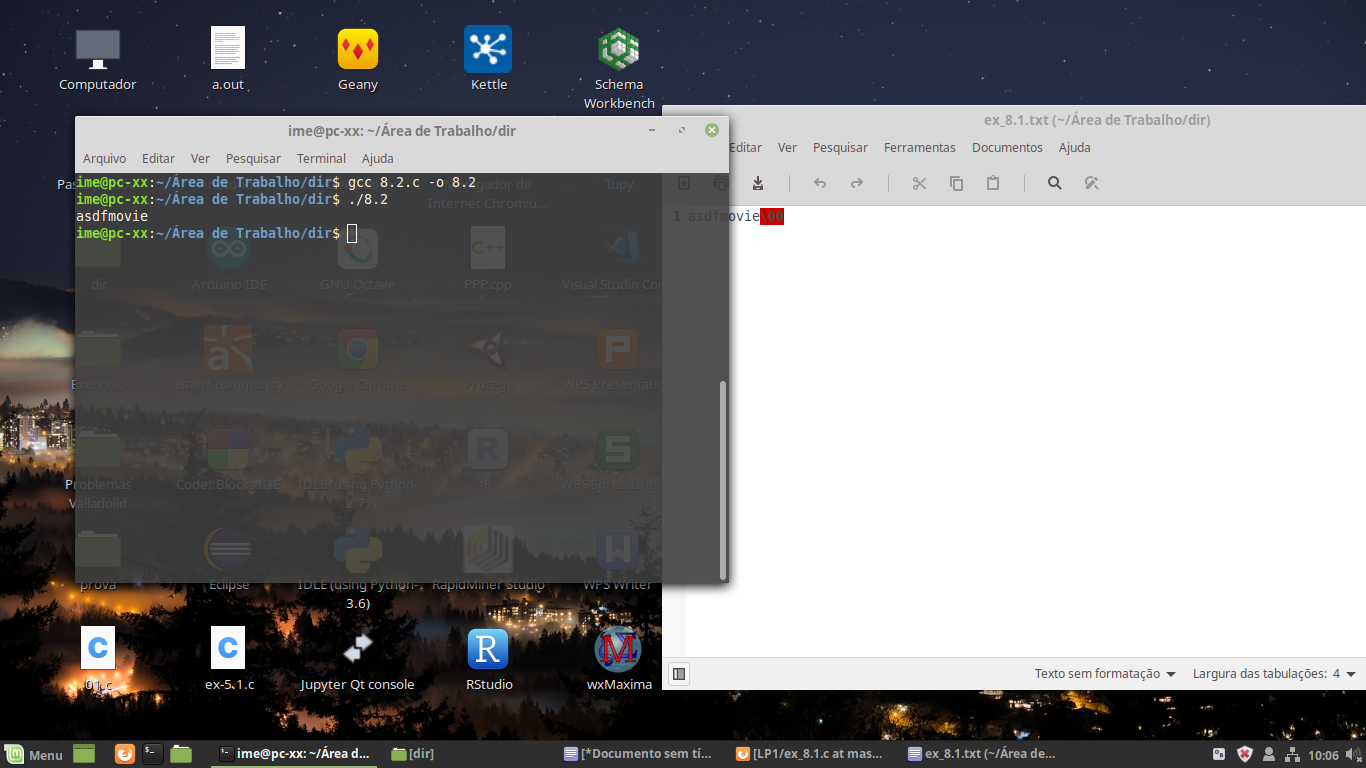 Computador
a.out
Geany
Kettle
Schema
Workbench
ime@pc-xx: ~/Área de Trabalho/dir
Arquivo Editar Ver Pesquisar Terminal Ajuda
ime@pc-xx:~/Área de Trabalho/dir$ gcc 8.2.c -o 8.2
ime@pc-xx:~/Área de Trabalho/dir$ ./8.2
asdfmovie
ime@pc-xx:~/Área de Trabalho/dir$
ex_8.1.txt (~/Área de Trabalho/dir)
Editar Ver Pesquisar Ferramentas Documentos Ajuda
1 asdfmovie\00
Texto sem formatação Largura das tabulações: 4
Internet Chromiu...
Tupy
dir
Arduino IDE
GNU Octave
C++
PPP.cpp
Exercício
astah* community
Google Chrome
Protege
Problemas
Valladolid
Code::Blocks IDE
IDLE (using Python-
2.7)
R
prova
Eclipse
IDLE (using Python-
3.6)
RapidMiner Studio
WPS Writer
01.c
ex-5.1.c
Jupyter Qt console
RStudio
wxMaxima
Menu
ime@pc-xx: ~/Área d...
[dir]
[*Documento sem tí...
[LP1/ex_8.1.c at mas...
ex_8.1.txt (~/Área de...
10:06